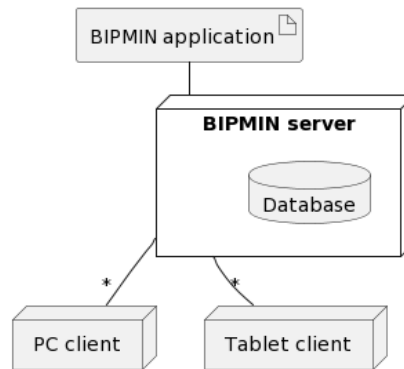 BIPMIN application
BIPMIN server
Database
*
*
PC client
Tablet client